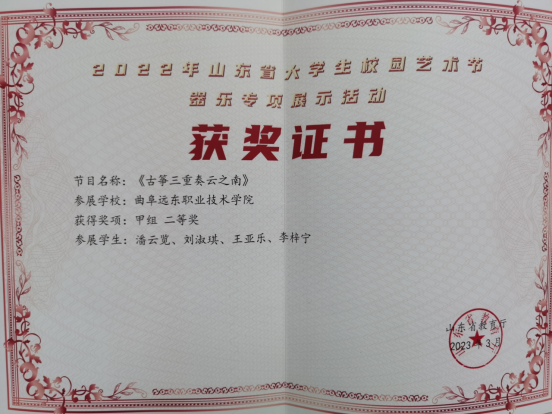 2022年山东省大学生校园艺术节
器乐专项展示活动
获奖证书
节目名称：《古筝三重奏云之南》
参展学校：曲阜远东职业技术学院
获得奖项：甲组 二等奖
参展学生：潘云览、刘淑琪、王亚乐、李梓宁
山东省教育厅
2023年3月